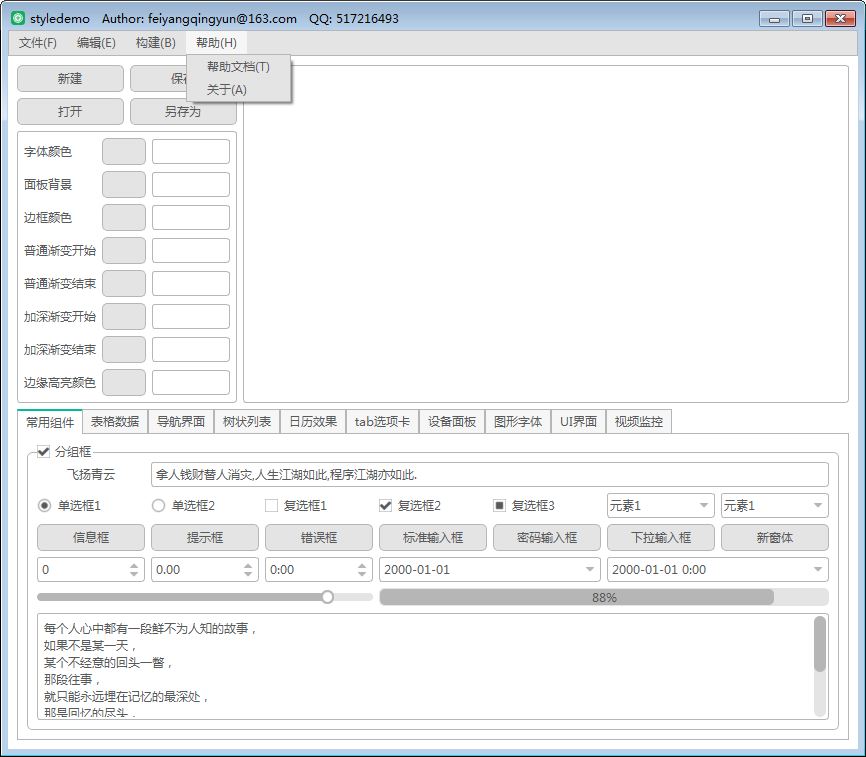 styledemo Author: feiyangqingyun@163.com QQ: 517216493
文件(F) 编辑(E) 构建(B) 帮助(H)
帮助文档(T)
关于(A)
新建
打开 另存为
字体颜色
面板背景
边框颜色
普通渐变开始
普通渐变结束
加深渐变开始
加深渐变结束
边缘高亮颜色
常用组件 表格数据 导航界面 树状列表 日历效果 tab选项卡 设备面板 图形字体 UI界面 视频监控
分组框
飞扬青云 拿人钱财替人消灾,人生江湖如此,程序江湖亦如此.
单选框1 单选框2 复选框1 复选框2 复选框3 元素1 元素1
信息框 提示框 错误框 标准输入框 密码输入框 下拉输入框 新窗体
0 0.00 0:00 2000-01-01 2000-01-01 0:00
88%
每个人心中都有一段鲜不为人知的故事，
如果不是某一天，
某个不经意的回头一瞥，
那段往事，
就只能永远埋在记忆的最深处，
那是回忆的尽头，